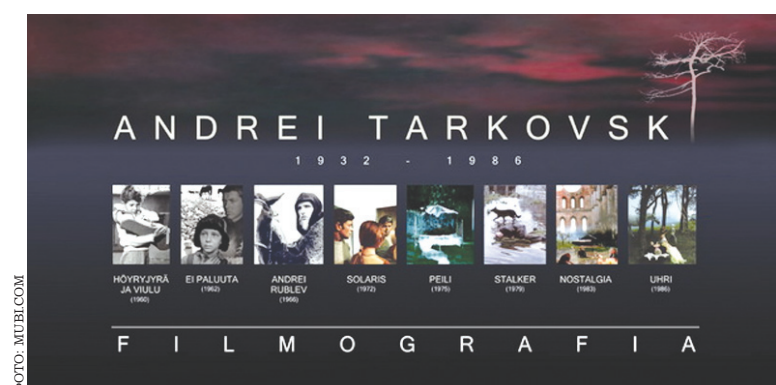 ANDREI TARKOVSK
1932 - 1986
HÖYRYJYRÄ
JA VIULU
(1960)
EI PALUUTA
(1962)
ANDREI
RUBLEV
(1966)
SOLARIS
(1972)
PEILI
(1975)
STALKER
(1979)
NOSTALGIA
(1983)
UHRI
(1986)
FILMOGRAFIA
OTO: MUBI.COM